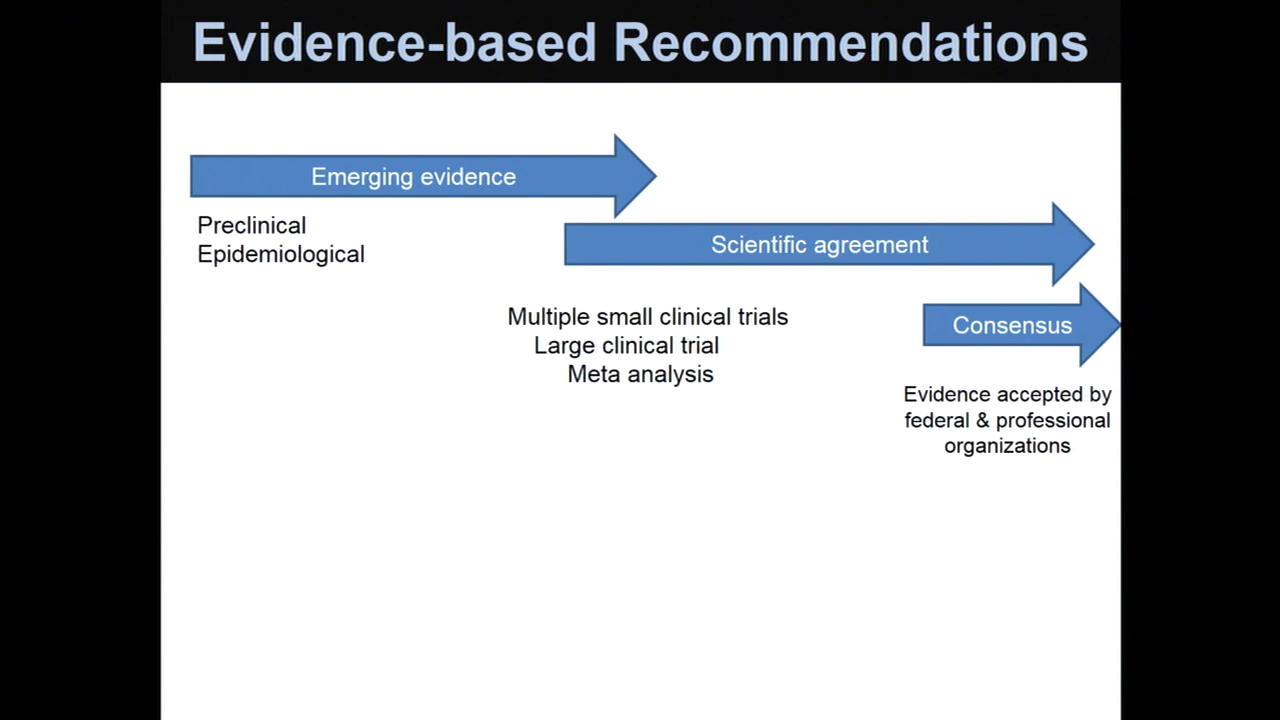 Evidence-based Recommendations
Emerging evidence
Preclinical
Epidemiological
Scientific agreement
Multiple small clinical trials
Large clinical trial
Meta analysis
Consensus
Evidence accepted by
federal & professional
organizations